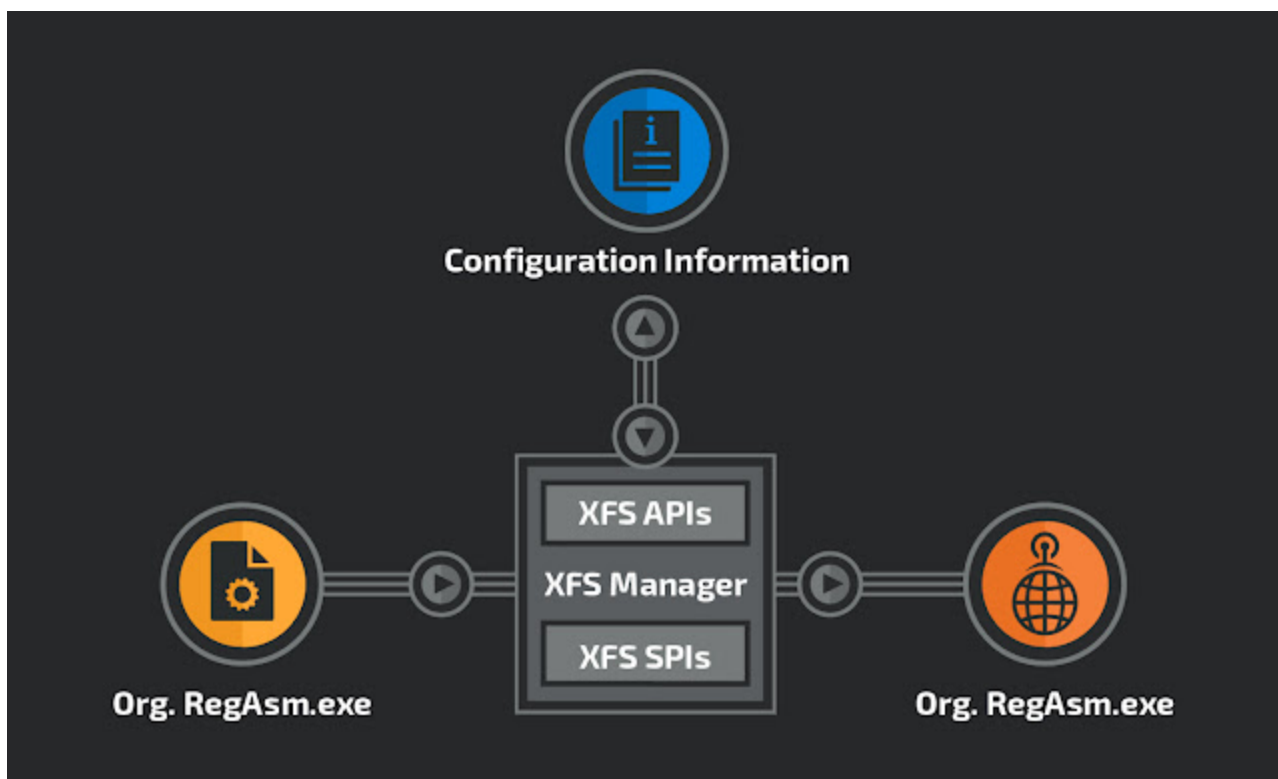 i
Configuration Information
XFS APIs
XFS Manager
XFS SPIs
Org. RegAsm.exe
Org. RegAsm.exe